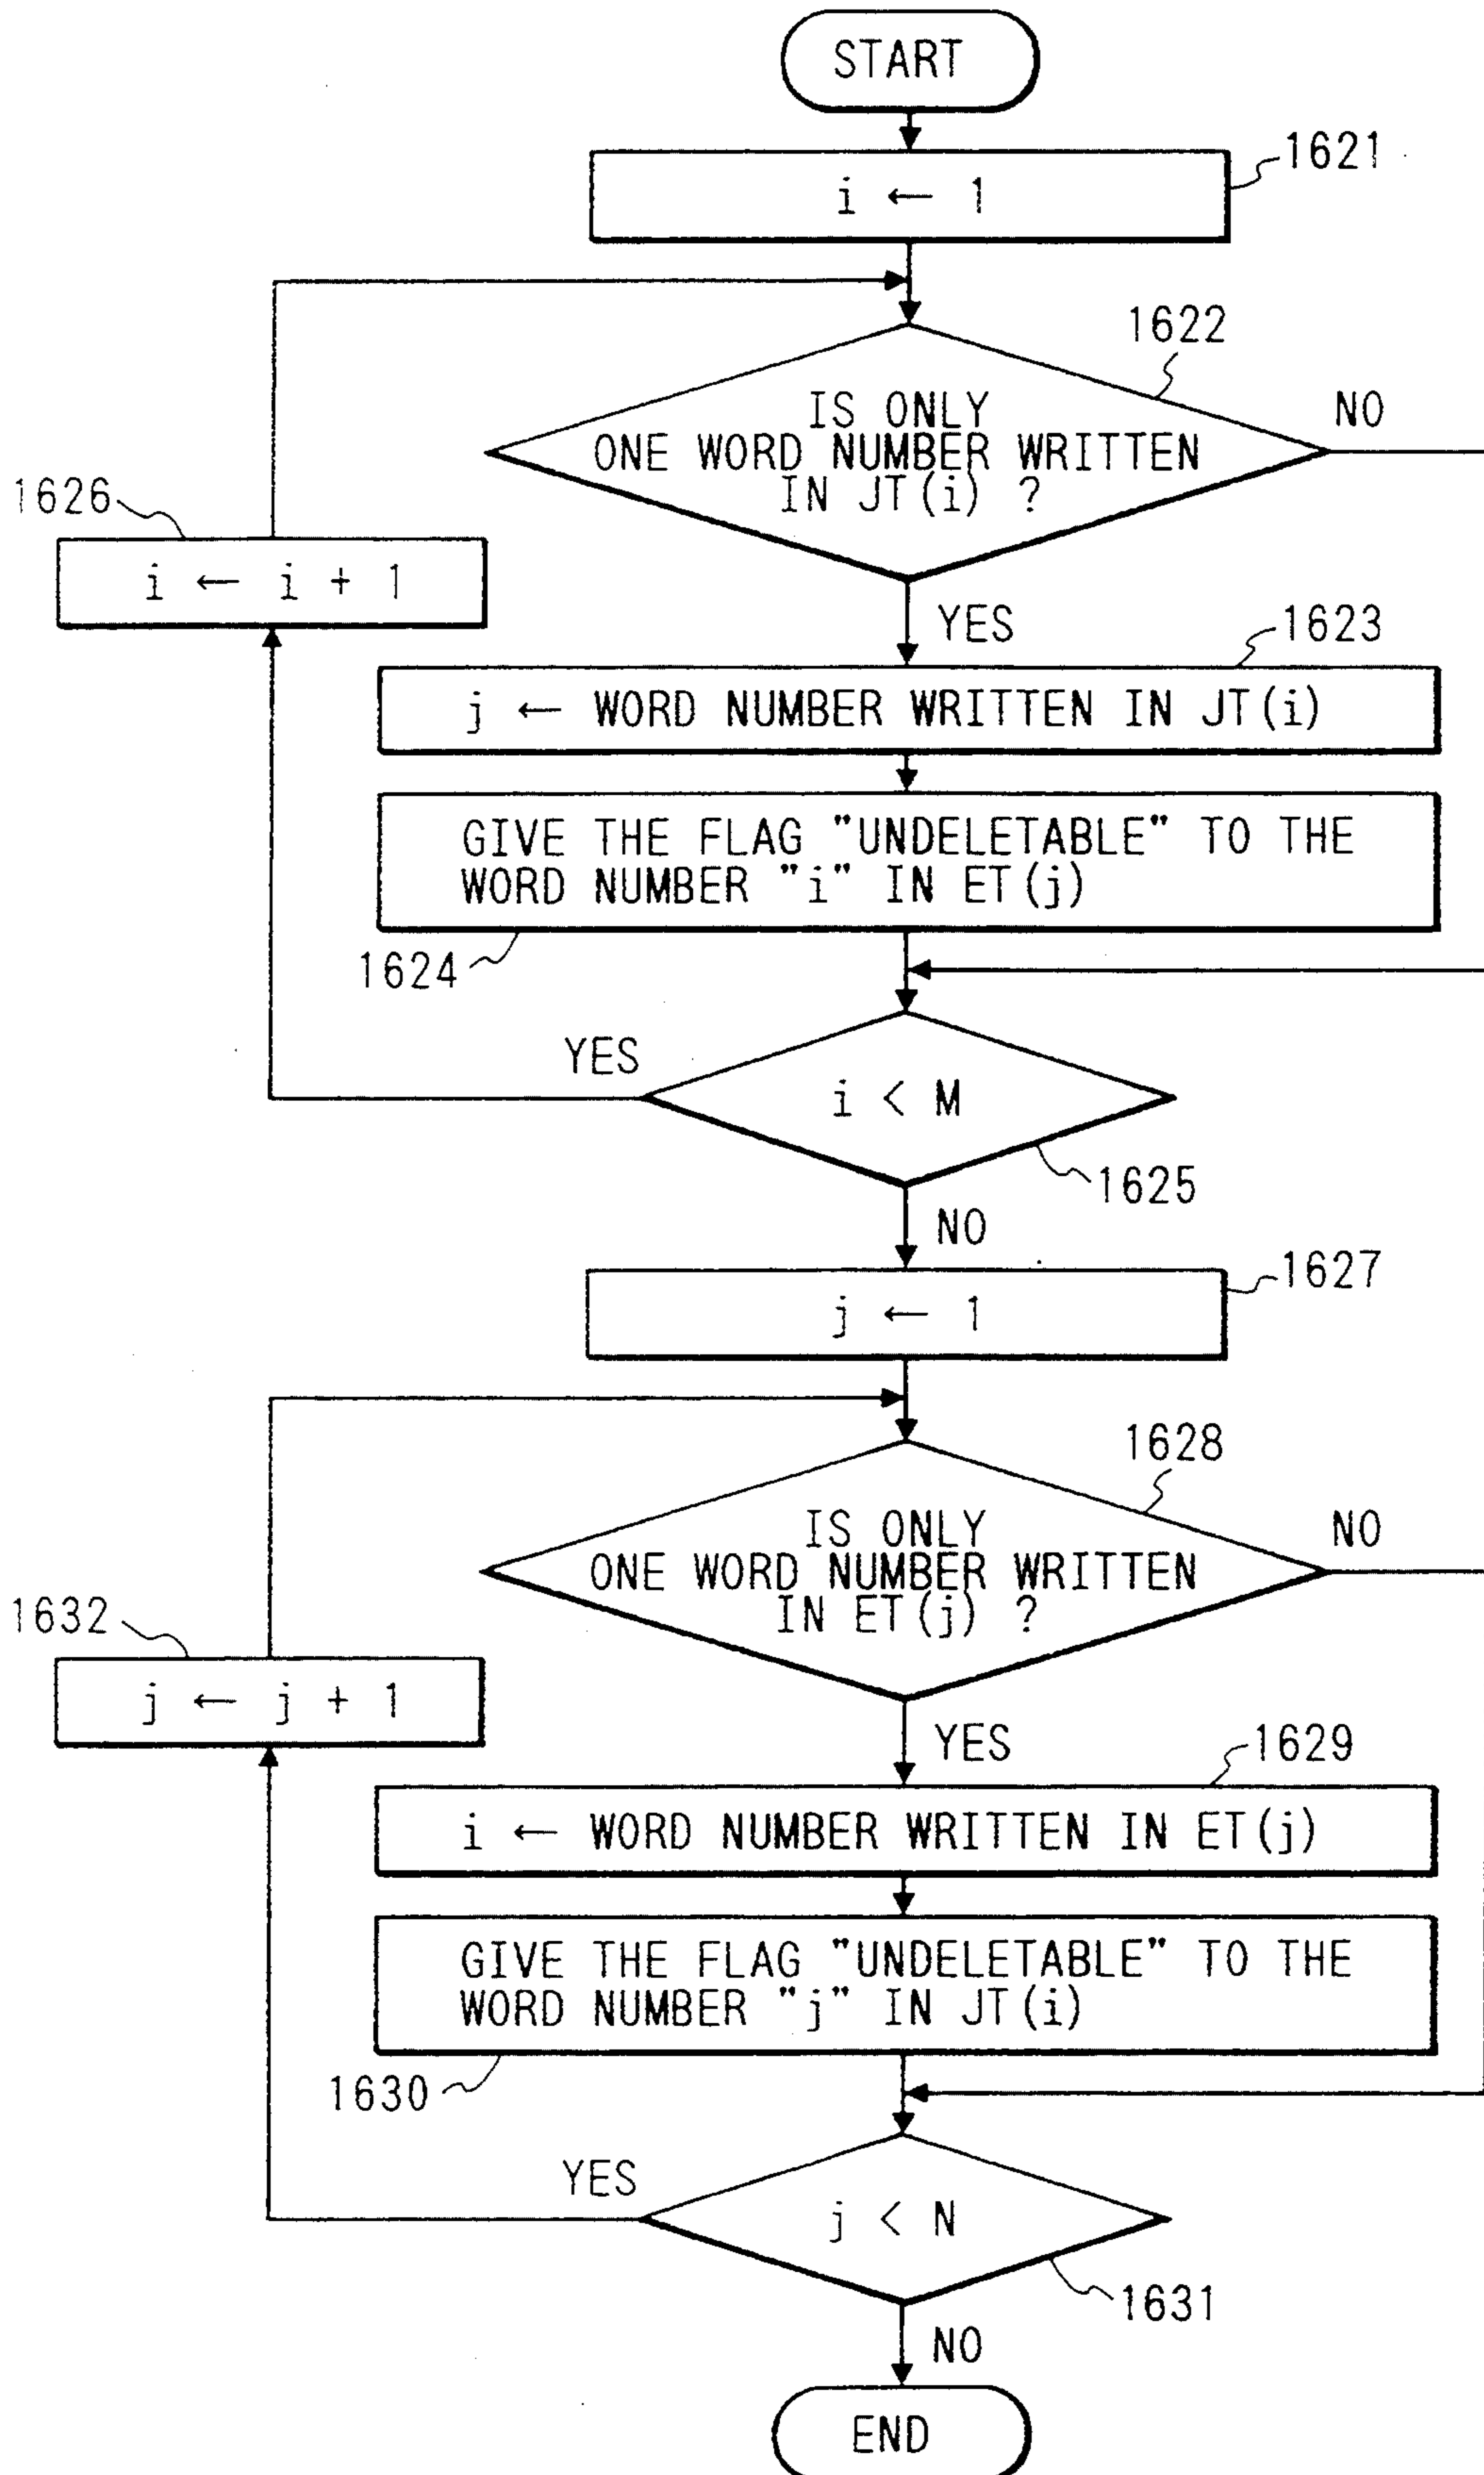 START
1621
i ← 1
1622
IS ONLY
ONE WORD NUMBER WRITTEN
IN JT(i) ?
NO
1626
i ← i + 1
YES
1623
j ← WORD NUMBER WRITTEN IN JT(i)
GIVE THE FLAG "UNDELETABLE" TO THE
WORD NUMBER "i" IN ET(j)
1624
YES
i < M
1625
NO
1627
j ← 1
1628
IS ONLY
ONE WORD NUMBER WRITTEN
IN ET(j) ?
NO
1632
j ← j + 1
YES
1629
i ← WORD NUMBER WRITTEN IN ET(j)
GIVE THE FLAG "UNDELETABLE" TO THE
WORD NUMBER "j" IN JT(i)
1630
YES
j < N
1631
NO
END